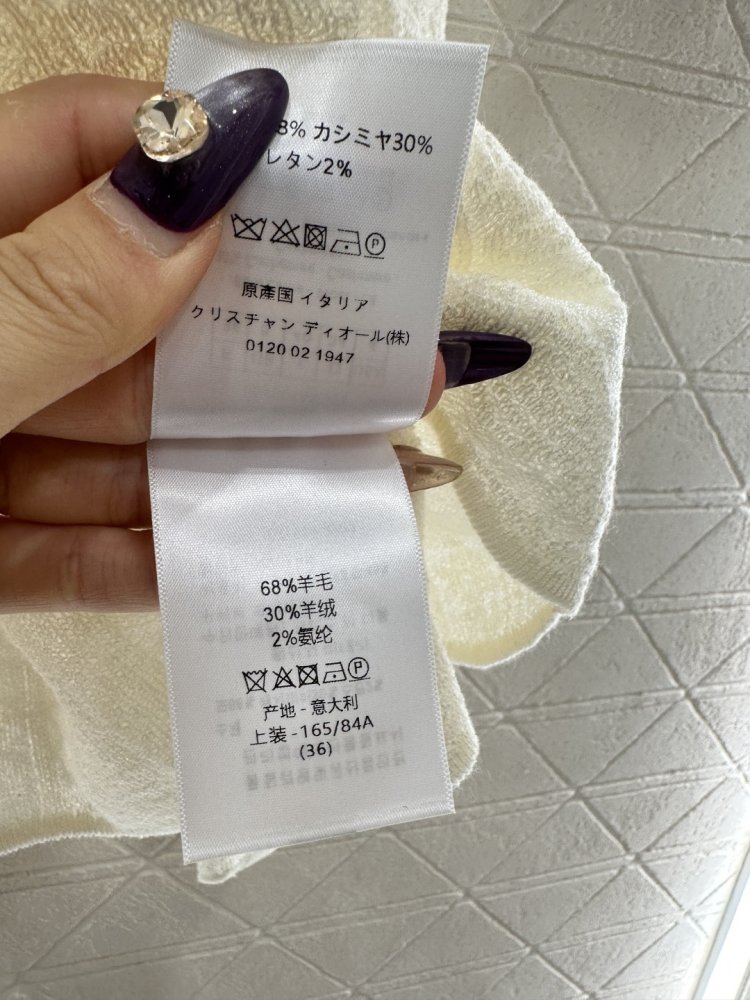 8% カシミヤ30%
レタン2%
P
原產国 イタリア
クリスチャン ディオール(株)
0120 02 1947
68%羊毛
30%羊绒
2%氨纶
P
产地 - 意大利
上装 -165/84A
(36)